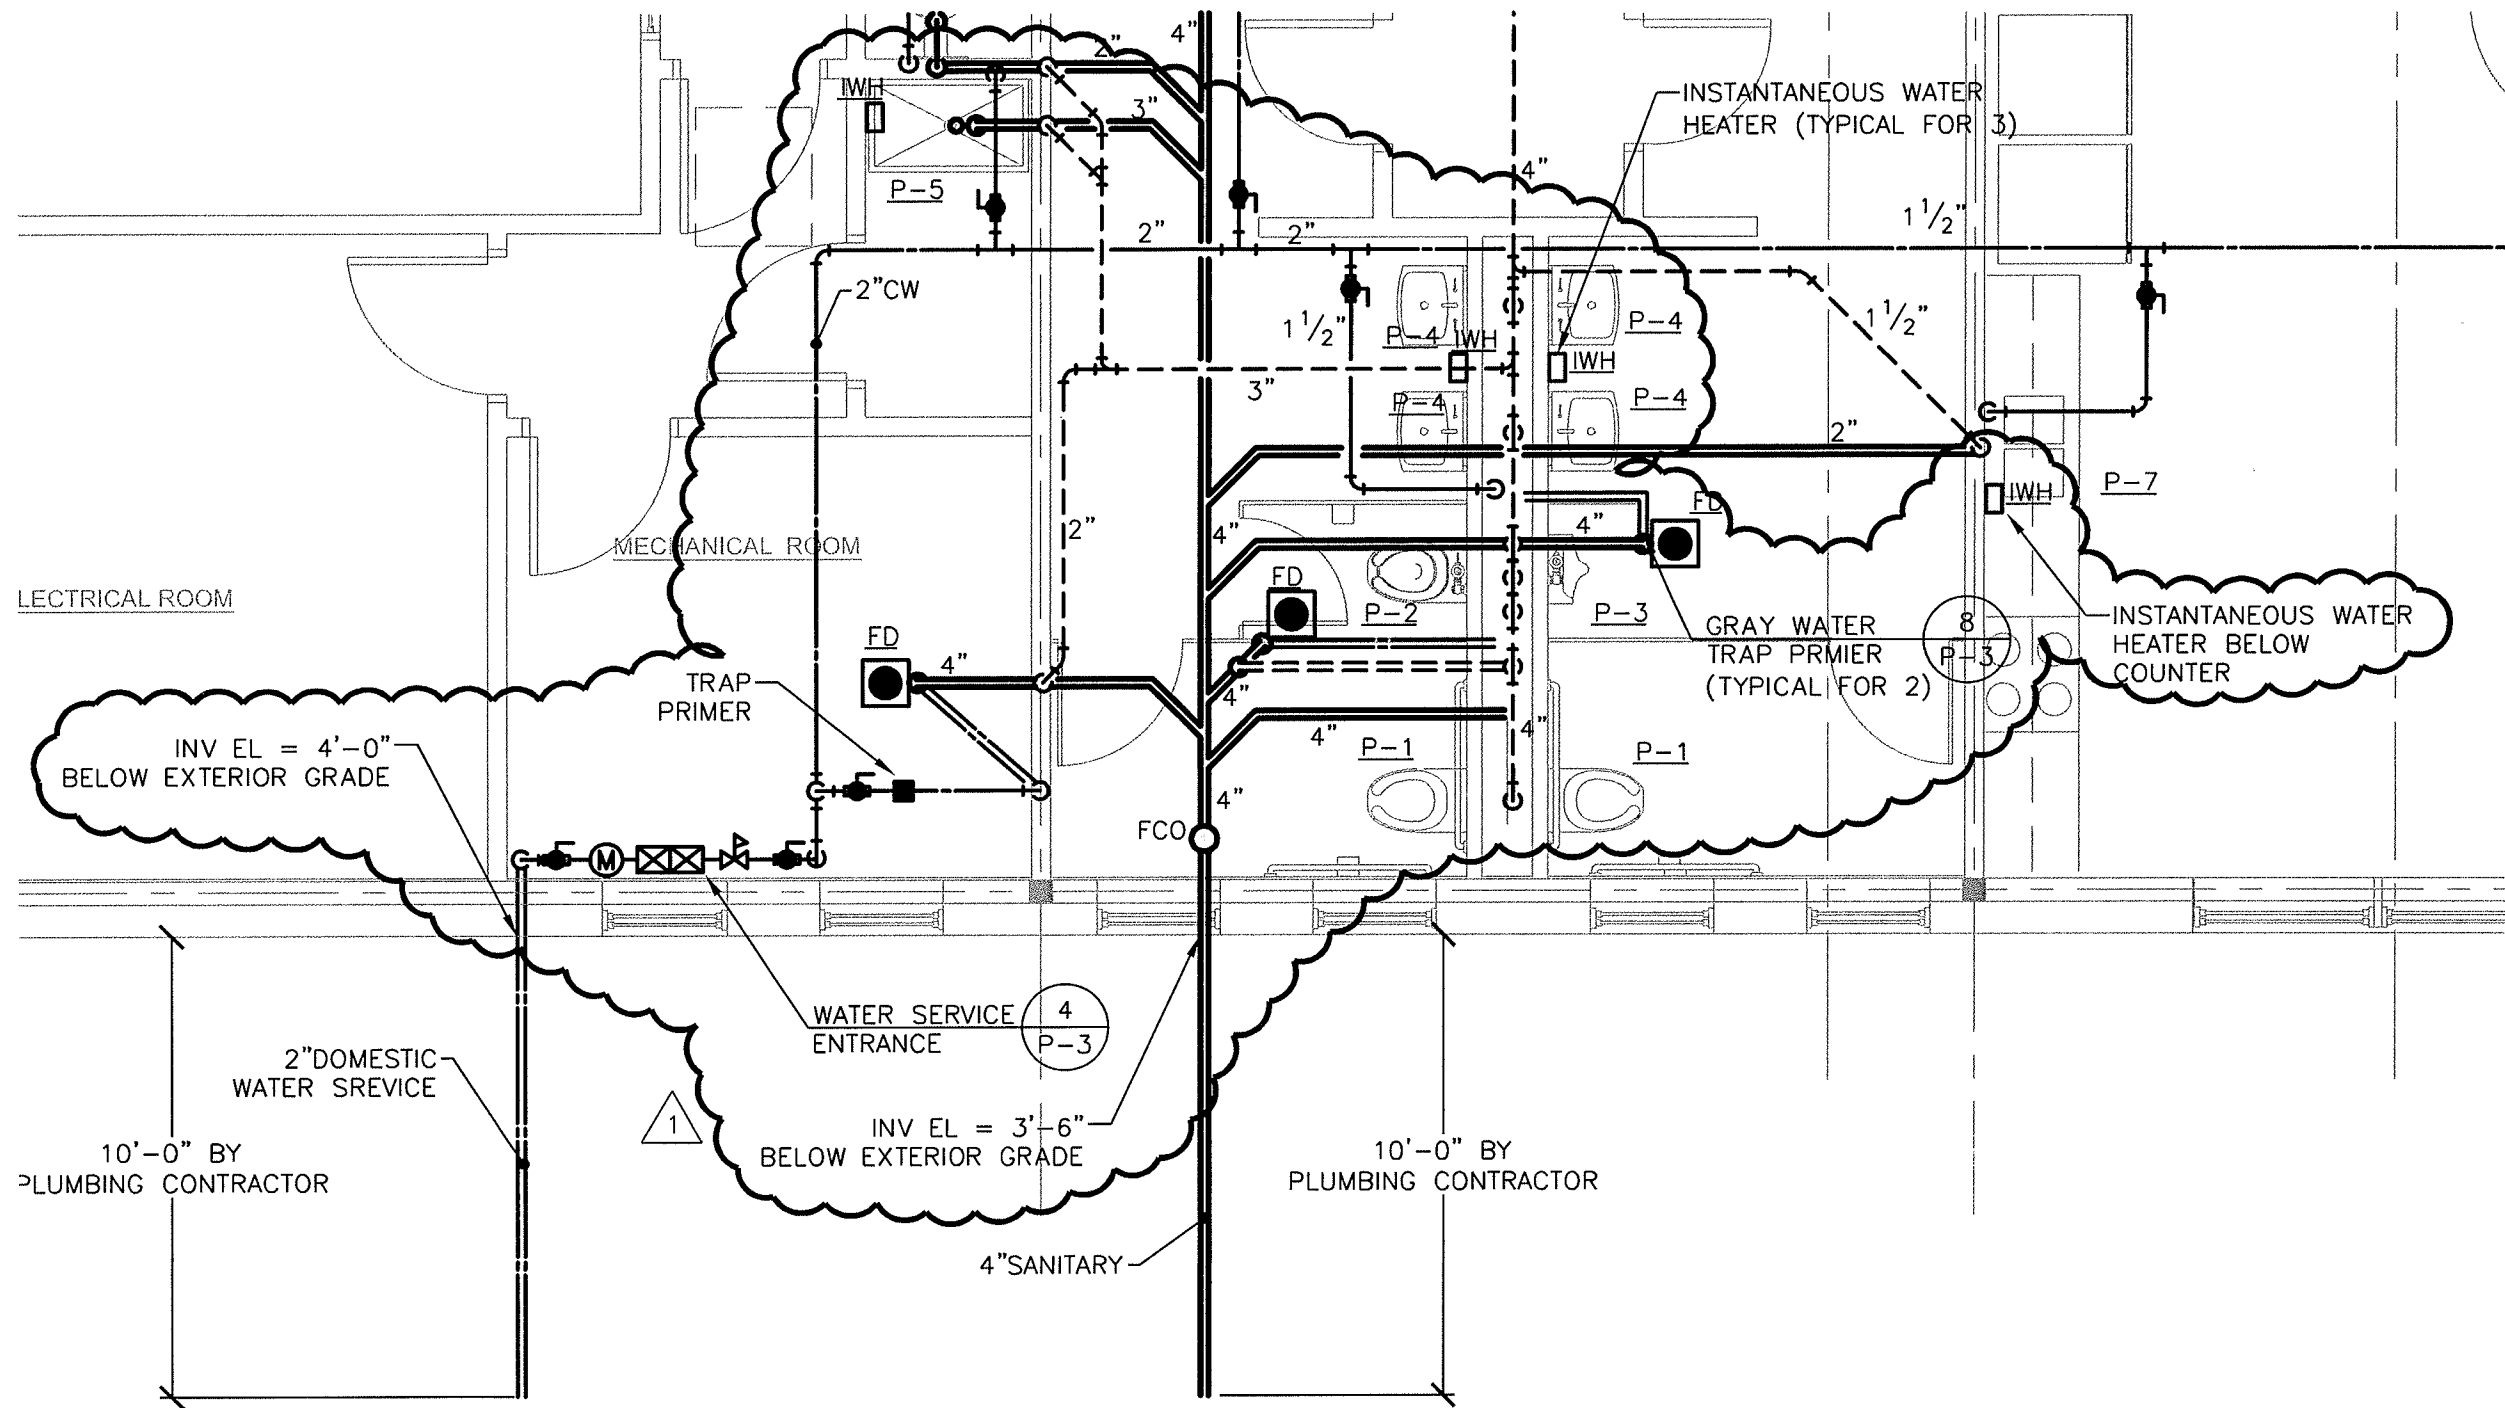 4"
2"
IWH
3"
INSTANTANEOUS WATER
HEATER (TYPICAL FOR 3)
P-5
4"
1 1/2"
2"
2"
2"CW
1 1/2"
P-4
IWH
P-4
1 1/2"
IWH
3"
P-4
P-4
2"
P-7
IWH
FD
2"
4"
4"
MECHANICAL ROOM
LECTRICAL ROOM
FD
P-2
P-3
GRAY WATER
TRAP PRMIER
(TYPICAL FOR 2)
8
P-3
INSTANTANEOUS WATER
HEATER BELOW
COUNTER
FD
4"
4"
TRAP
PRIMER
4"
4"
P-1
P-1
INV EL = 4'-0"
BELOW EXTERIOR GRADE
4"
FCO
M
WATER SERVICE
ENTRANCE
4
P-3
2"DOMESTIC
WATER SREVICE
1
INV EL = 3'-6"
BELOW EXTERIOR GRADE
10'-0" BY
PLUMBING CONTRACTOR
10'-0" BY
PLUMBING CONTRACTOR
4"SANITARY